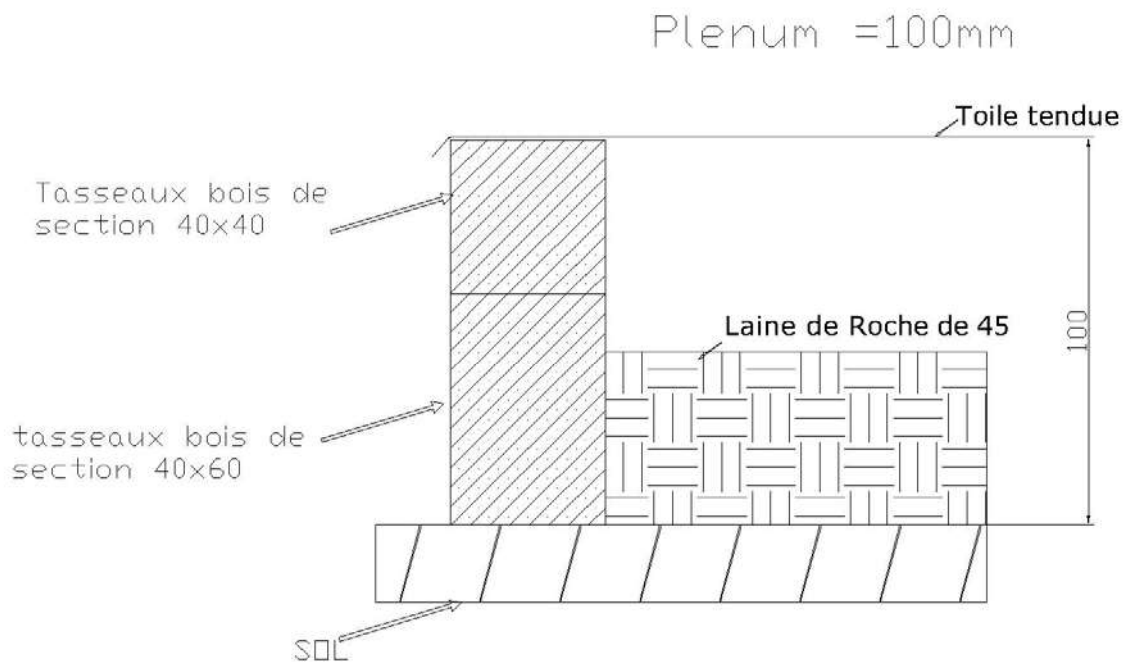 Plenum =100mm
Toile tendue
Tasseaux bois de
section 40x40
Laine de Roche de 45
100
tasseaux bois de
section 40x60
SOL